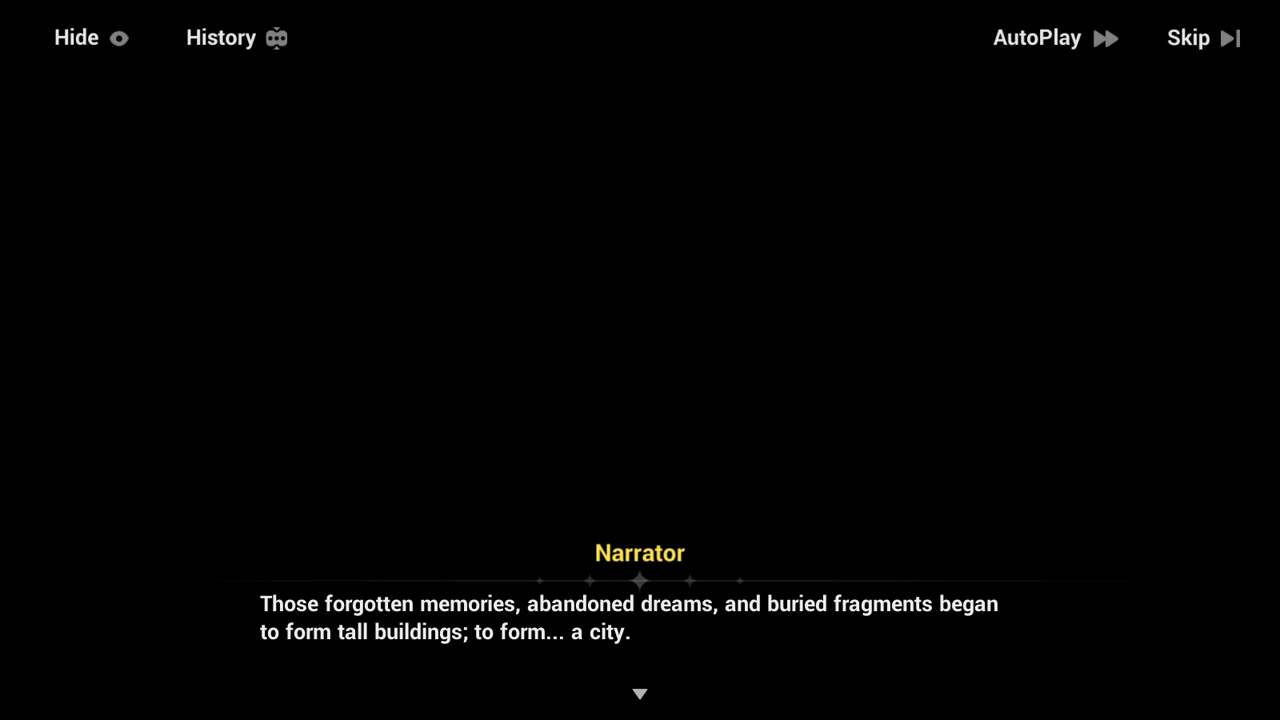 Hide
History
AutoPlay
Skip
Narrator
Those forgotten memories, abandoned dreams, and buried fragments began
to form tall buildings; to form... a city.